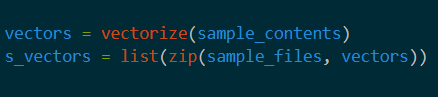 vectors = vectorize(sample_contents)
s_vectors = list(zip(sample_files, vectors))